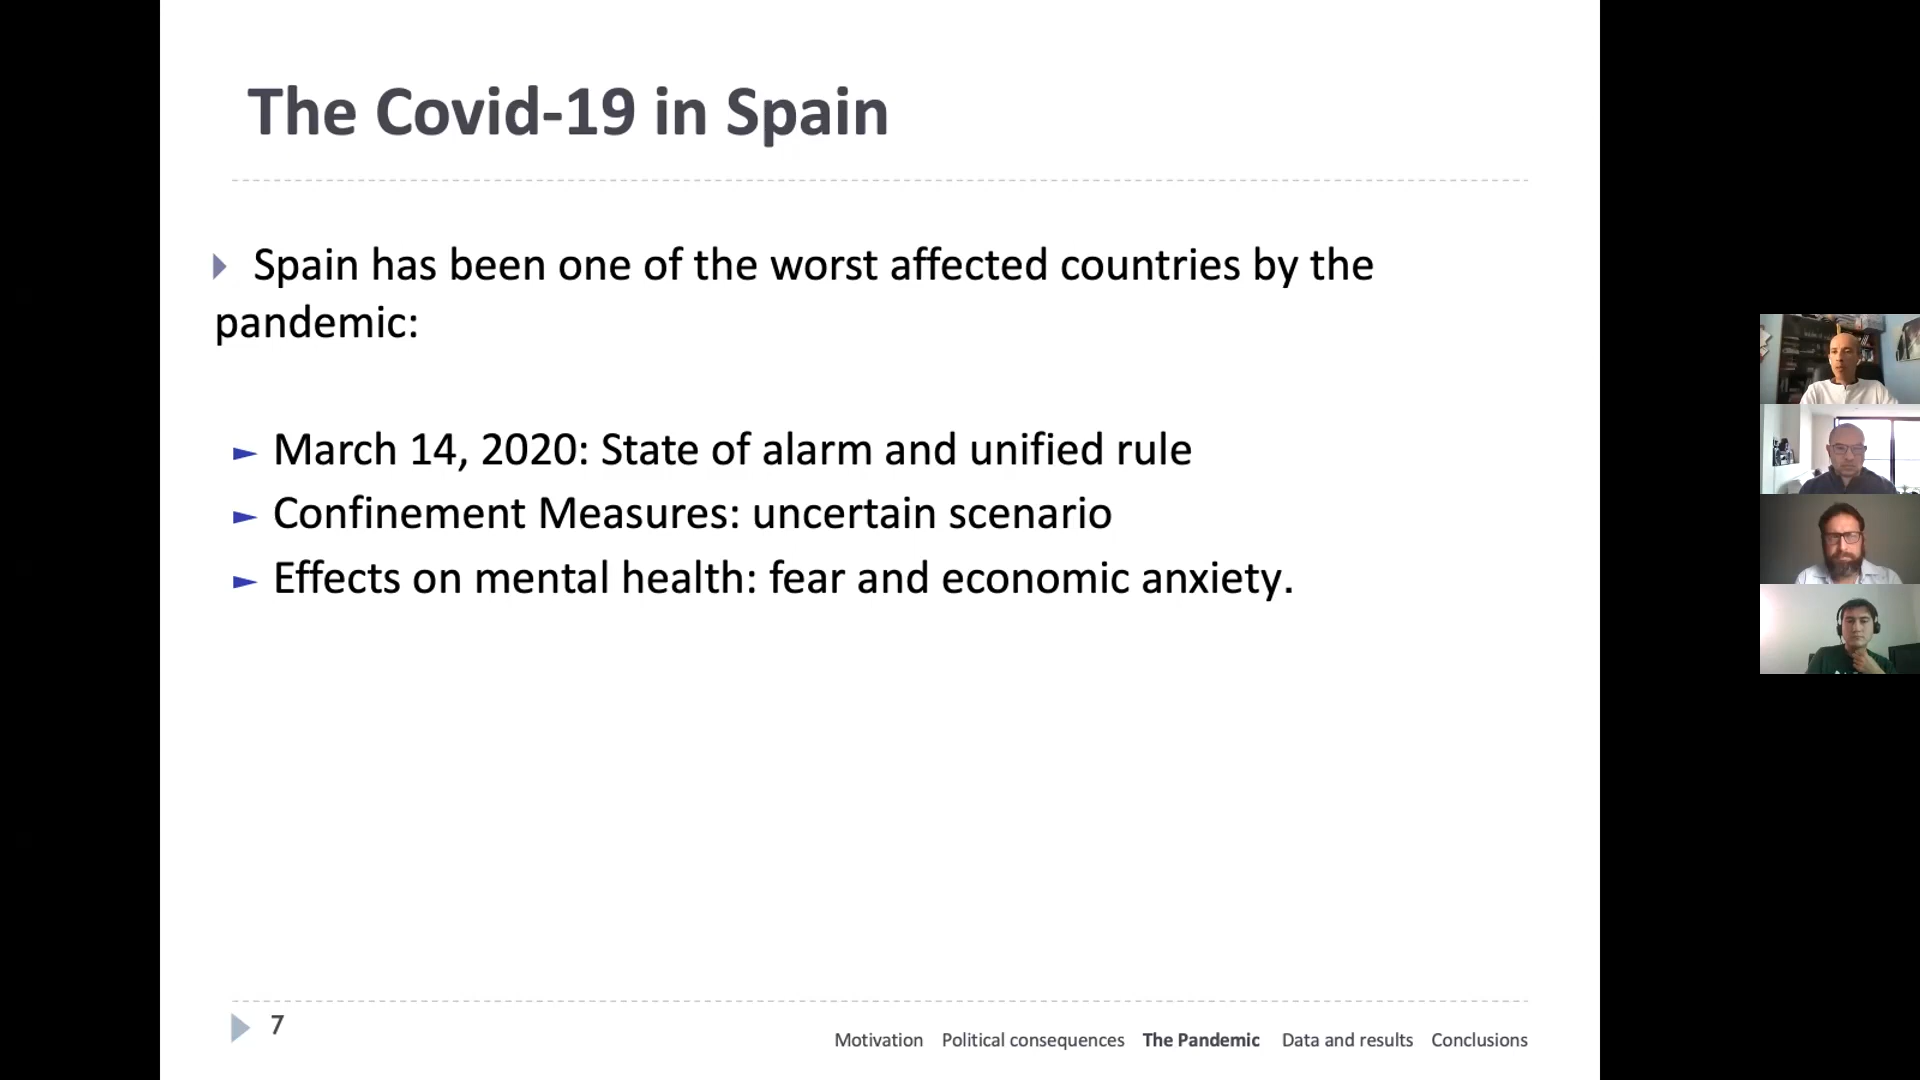 The Covid-19 in Spain
Spain has been one of the worst affected countries by the
pandemic:
March 14, 2020: State of alarm and unified rule
Confinement Measures: uncertain scenario
Effects on mental health: fear and economic anxiety.
7
Motivation Political consequences The Pandemic Data and results Conclusions